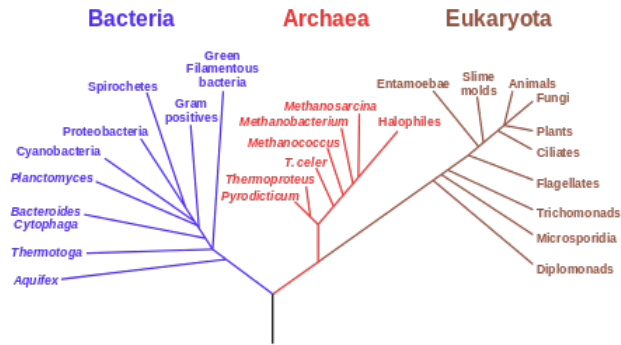 Bacteria
Archaea
Eukaryota
Green
Filamentous
bacteria
Spirochetes
Gram
positives
Proteobacteria
Cyanobacteria
Planctomyces
Bacteroides
Cytophaga
Thermotoga
Aquifex
Methanosarcina
Methanobacterium
Halophiles
Methanococcus
T. celer
Thermoproteus
Pyrodicticum
Entamoebae
Slime
molds
Animals
Fungi
Plants
Ciliates
Flagellates
Trichomonads
Microsporidia
Diplomonads